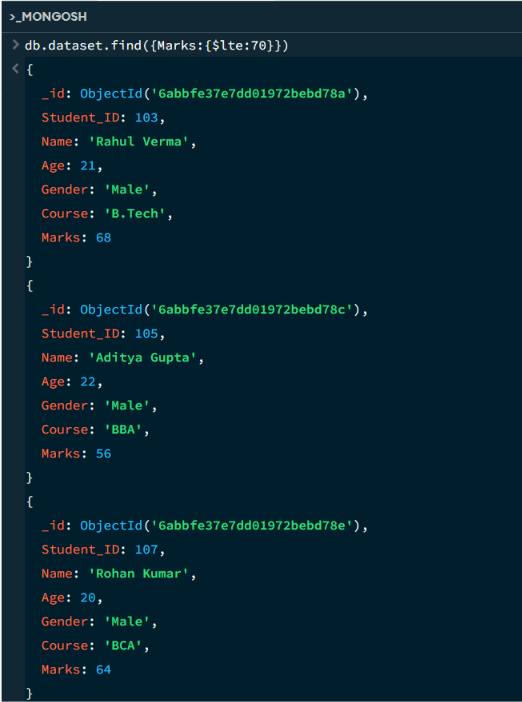 >_MONGOSH
> db.dataset.find({Marks:{$lte:70}})
< {
_id: ObjectId('6abbfe37e7dd01972bebd78a'),
Student_ID: 103,
Name: 'Rahul Verma',
Age: 21,
Gender: 'Male',
Course: 'B.Tech',
Marks: 68
}
{
_id: ObjectId('6abbfe37e7dd01972bebd78c'),
Student_ID: 105,
Name: 'Aditya Gupta',
Age: 22,
Gender: 'Male',
Course: 'BBA',
Marks: 56
}
{
_id: ObjectId('6abbfe37e7dd01972bebd78e'),
Student_ID: 107,
Name: 'Rohan Kumar',
Age: 20,
Gender: 'Male',
Course: 'BCA',
Marks: 64
}